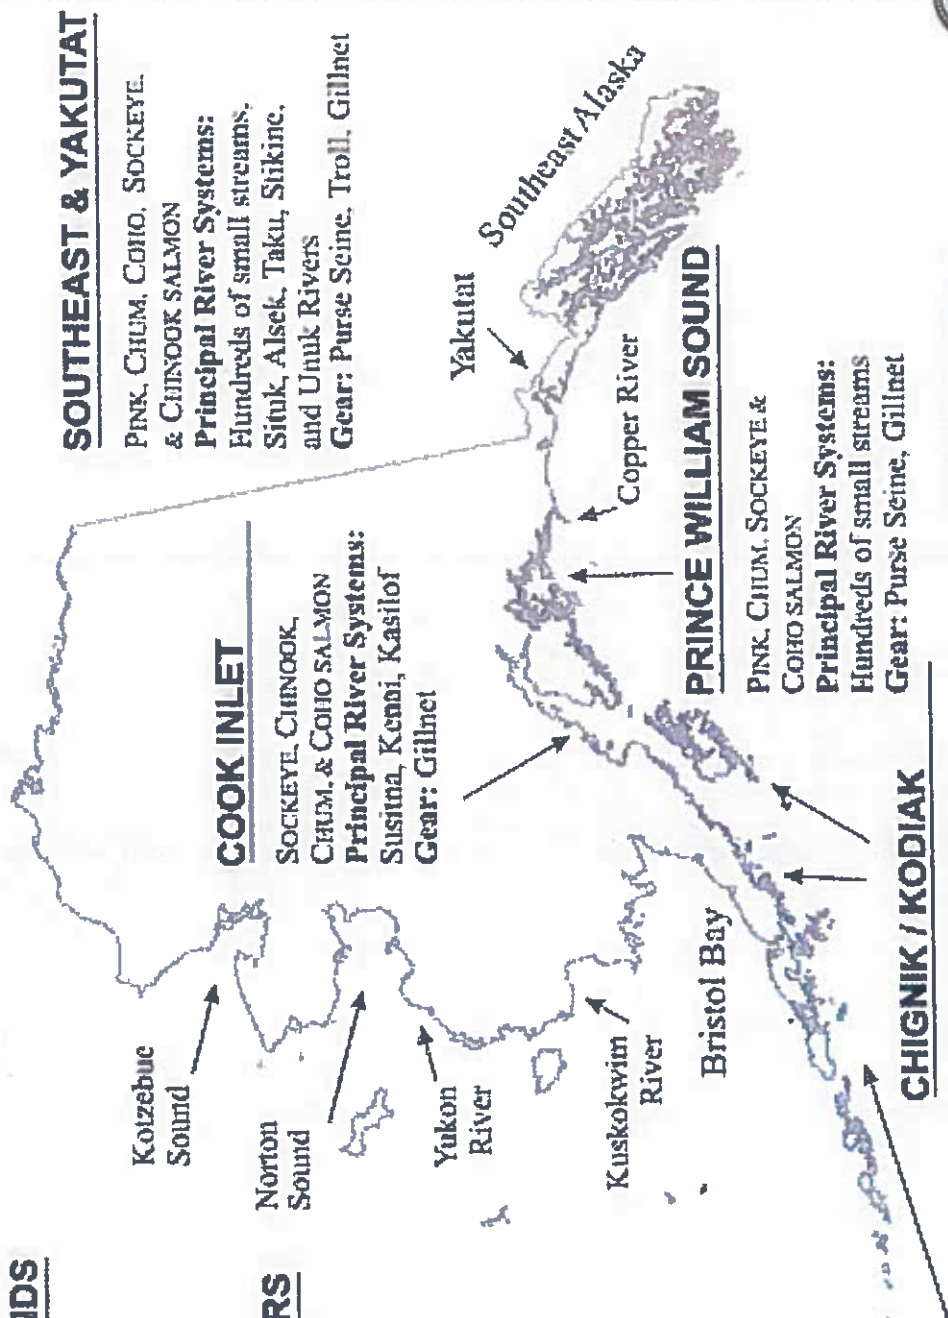 SOUTHEAST & YAKUTAT
PINK, CHUM, COHO, SOCKEYE,
& CHINOOK SALMON
Principal River Systems:
Hundreds of small streams,
Situk, Alsek, Taku, Stikine,
and Unuk Rivers
Gear: Purse Seine, Troll, Gillnet
COOK INLET
SOCKEYE, CHINOOK,
CHUM, & COHO SALMON
Principal River Systems:
Susitna, Kenai, Kasilof
Gear: Gillnet
Kotzebue
Sound
Norton
Sound
Yukon
River
Kuskokwim
River
Bristol Bay
Yakutat
Southeast Alaska
Copper River
PRINCE WILLIAM SOUND
PINK, CHUM, SOCKEYE &
COHO SALMON
Principal River Systems:
Hundreds of small streams
Gear: Purse Seine, Gillnet
CHIGNIK / KODIAK
RS